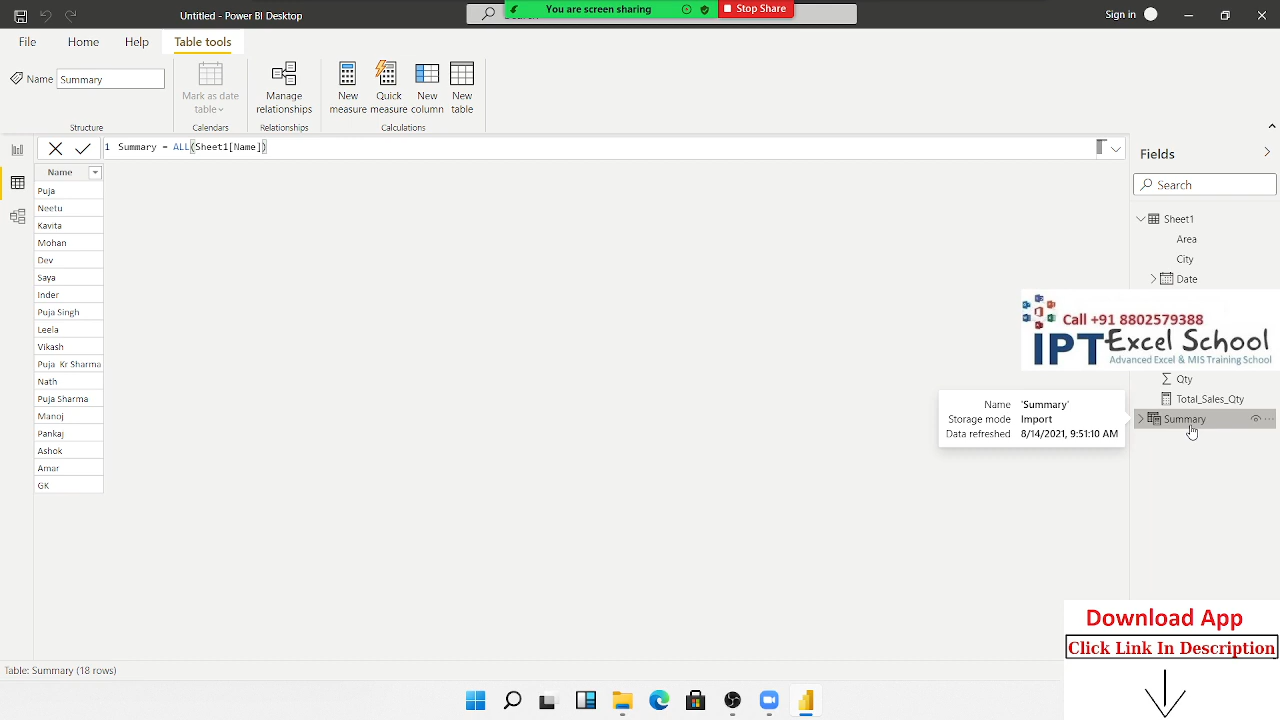 Untitled - Power BI Desktop
You are screen sharing
Stop Share
Sign in
File
Home
Help
Table tools
Name
Summary
Mark as date
table
New
measure
Quick
measure
New
column
New
table
Manage
relationships
Structure
Calendars
Relationships
Calculations
1 Summary = ALL(Sheet1[Name])
Name
Puja
Neetu
Kavita
Mohan
Dev
Saya
Inder
Puja Singh
Leela
Vikash
Puja Kr Sharma
Nath
Puja Sharma
Manoj
Pankaj
Ashok
Amar
GK
Fields
Search
Sheet1
Area
City
Date
Call +91 8802579388
IPT Excel School
Advanced Excel & MIS Training School
Qty
Total_Sales_Qty
Summary
Name 'Summary'
Storage mode Import
Data refreshed 8/14/2021, 9:51:10 AM
Download App
Click Link In Description
Table: Summary (18 rows)